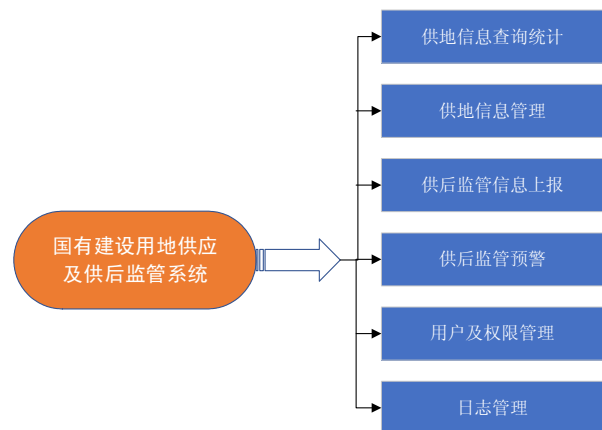 供地信息查询统计
供地信息管理
供后监管信息上报
国有建设用地供应
及供后监管系统
供后监管预警
用户及权限管理
日志管理